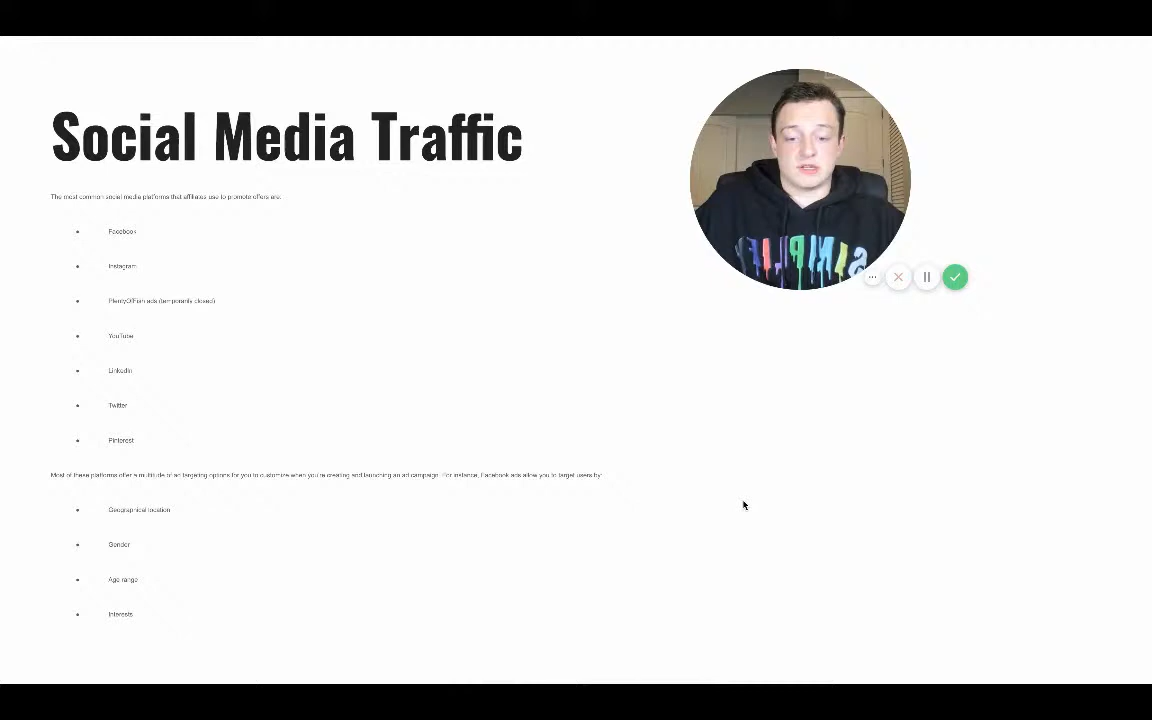 Social Media Traffic
The most common social media platforms that affiliates use to promote offers are:
Facebook
Instagram
PlentyOfFish ads (temporarily closed)
YouTube
LinkedIn
Twitter
Pinterest
Most of these platforms offer a multitude of ad targeting options for you to customize when you're creating and launching an ad campaign. For instance, Facebook ads allow you to target users by:
Geographical location
Gender
Age range
Interests